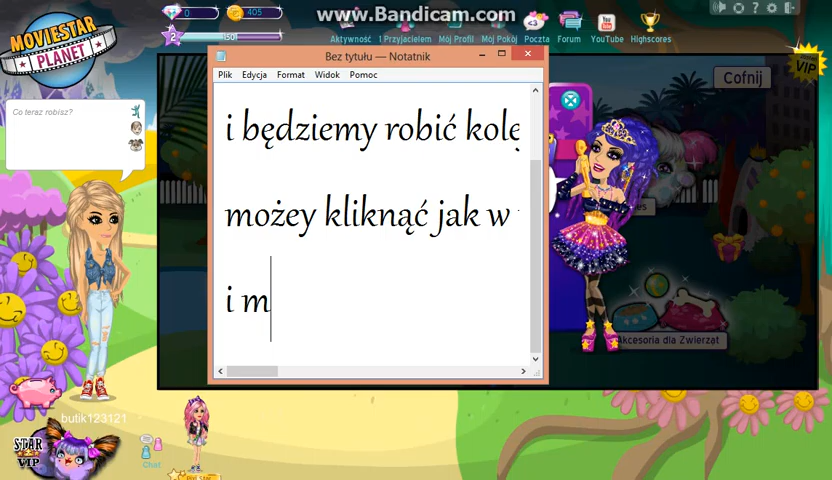 www.Bandicam.com
MOVIESTAR
PLANET
0
405
2
150
Aktywność
1 Przyjacielem
Mój Profil
Mój Pokój
Poczta
Forum
YouTube
Highscores
VIP
Cofnij
Co teraz robisz?
Bez tytułu — Notatnik
Plik Edycja Format Widok Pomoc
i będziemy robić kolę
możey kliknąć jak w
i m
Akcesoria dla Zwierząt
butik123121
STAR
VIP
Chat